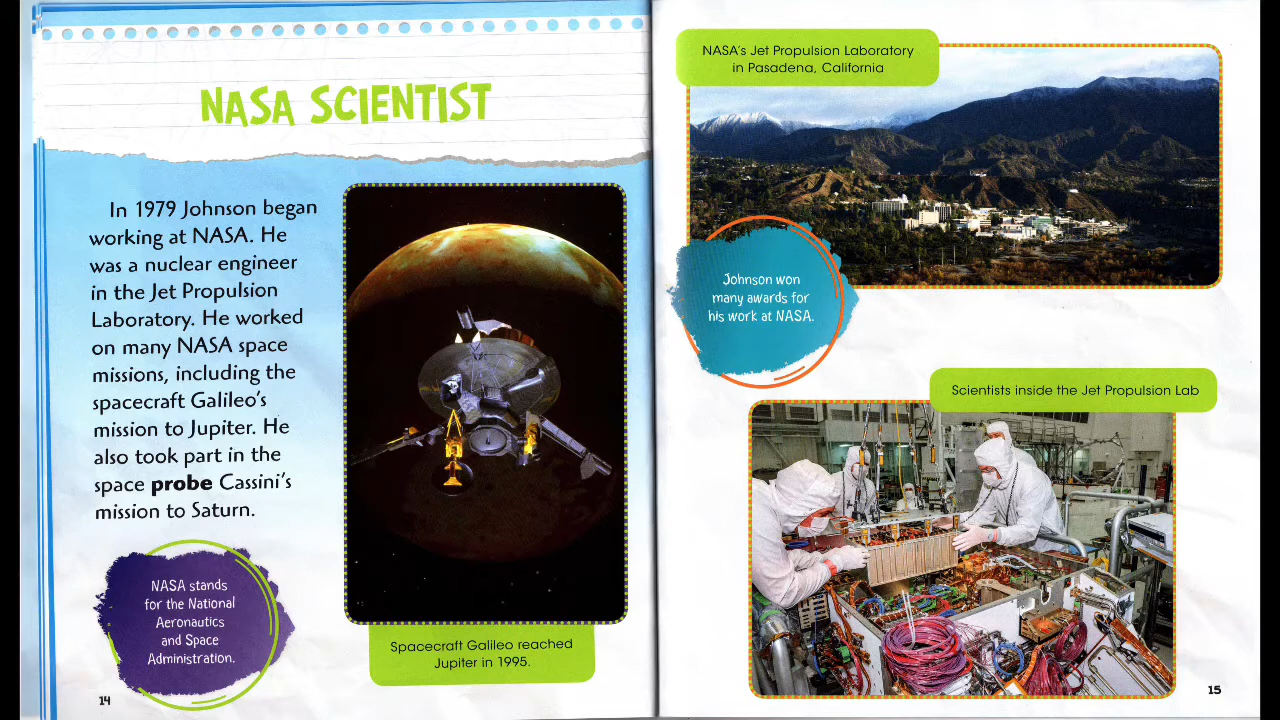 NASA SCIENTIST
In 1979 Johnson began
working at NASA. He
was a nuclear engineer
in the Jet Propulsion
Laboratory. He worked
on many NASA space
missions, including the
spacecraft Galileo's
mission to Jupiter. He
also took part in the
space probe Cassini's
mission to Saturn.
NASA stands
for the National
Aeronautics
and Space
Administration.
Spacecraft Galileo reached
Jupiter in 1995.
14
NASA's Jet Propulsion Laboratory
in Pasadena, California
Johnson won
many awards for
his work at NASA.
Scientists inside the Jet Propulsion Lab
15